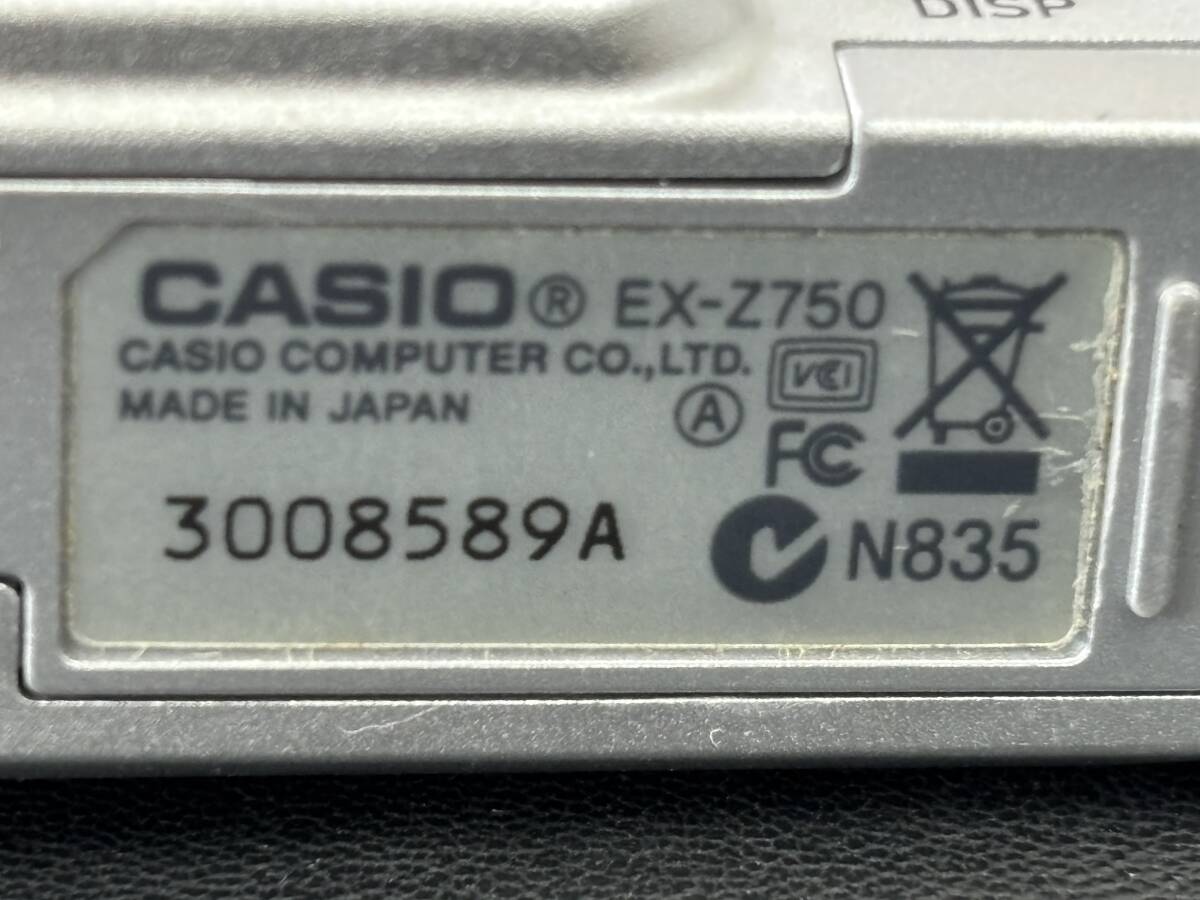 DISP
CASIO® EX-Z750
CASIO COMPUTER CO.,LTD.
VCI
MADE IN JAPAN
A
FC
3008589A
N835